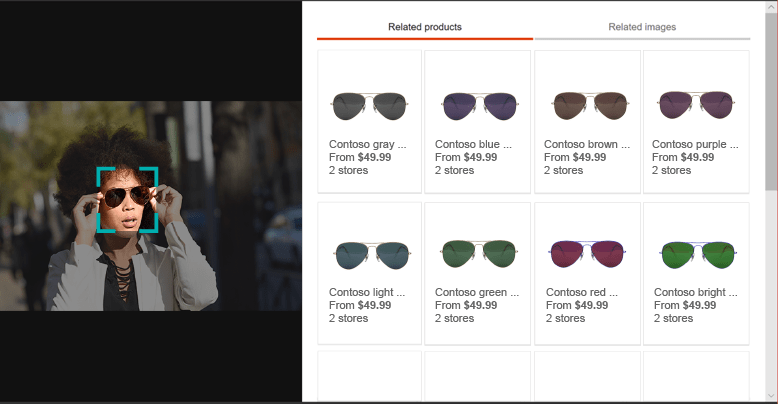 Related products
Related images
Contoso gray ...
From $49.99
2 stores
Contoso blue ...
From $49.99
2 stores
Contoso brown ...
From $49.99
2 stores
Contoso purple ...
From $49.99
2 stores
Contoso light ...
From $49.99
2 stores
Contoso green ...
From $49.99
2 stores
Contoso red ...
From $49.99
2 stores
Contoso bright ...
From $49.99
2 stores